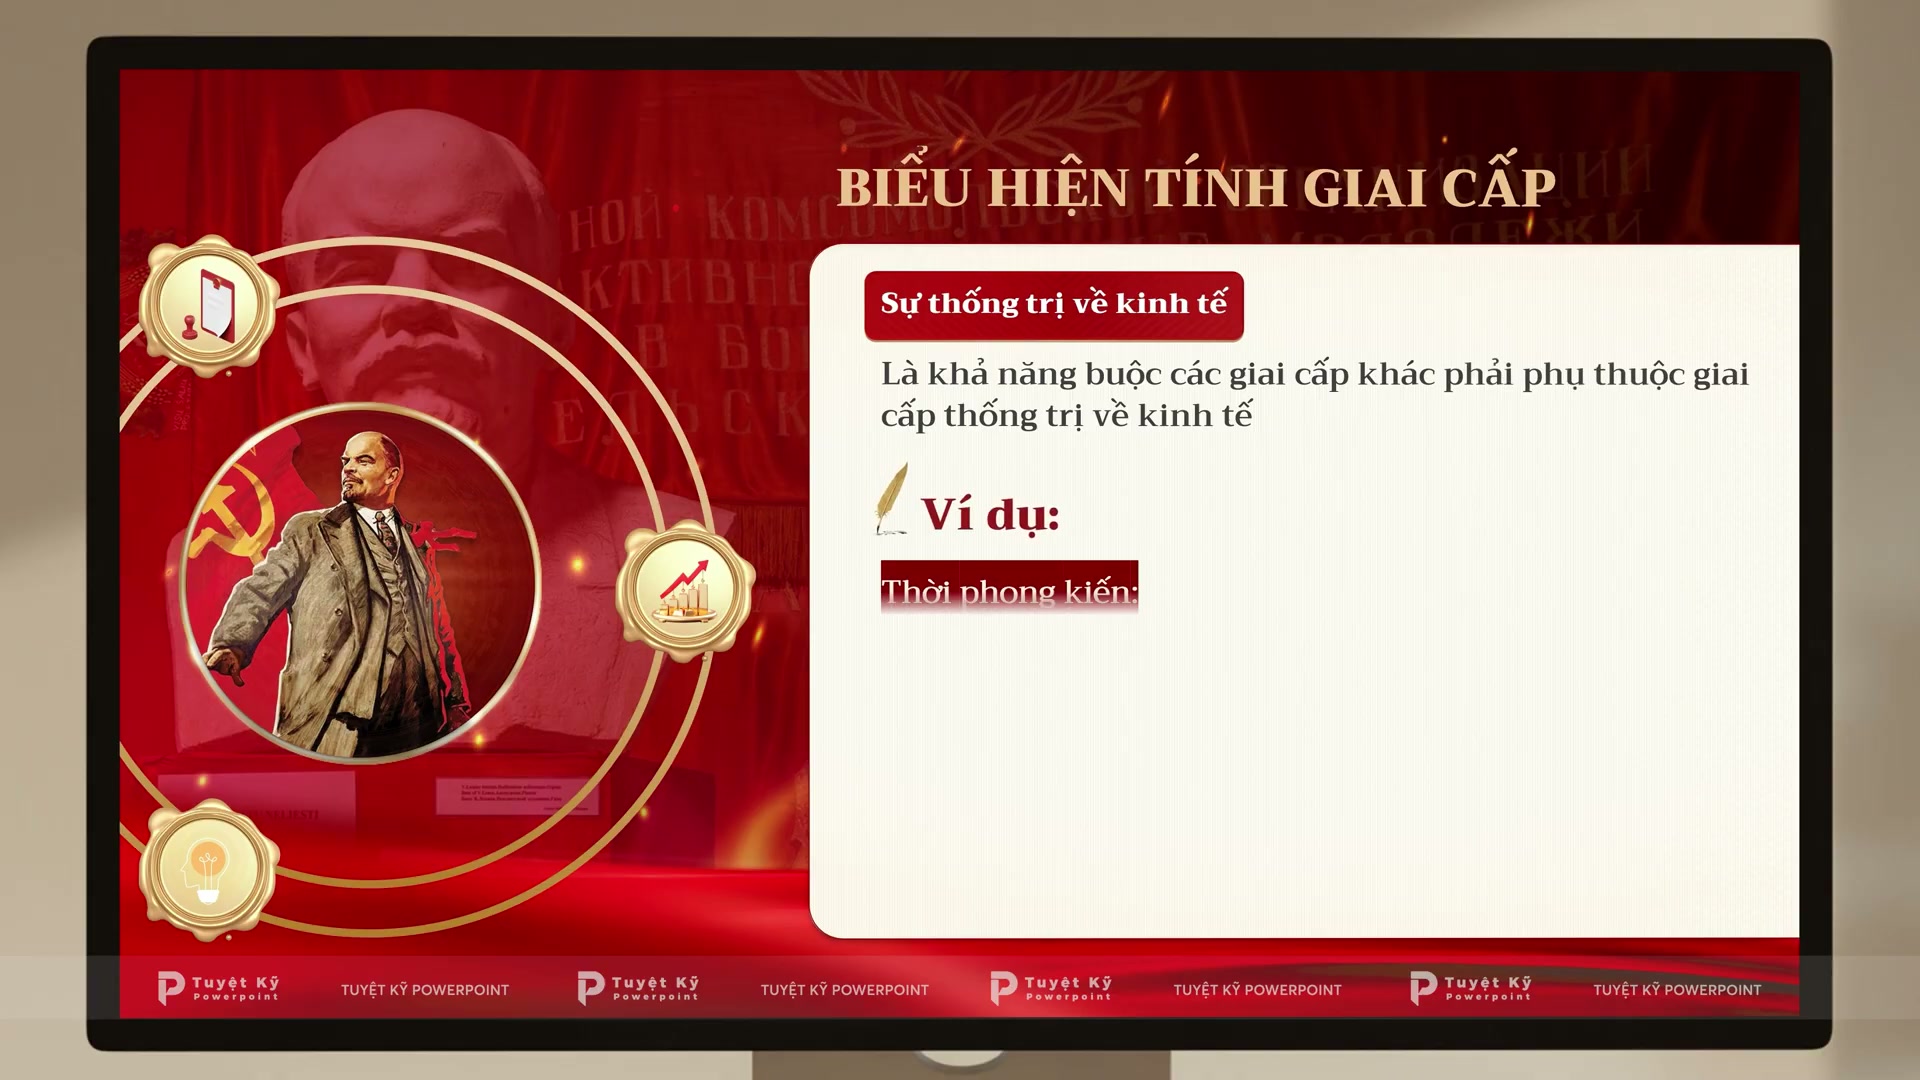 BIỂU HIỆN TÍNH GIAI CẤP
Sự thống trị về kinh tế
Là khả năng buộc các giai cấp khác phải phụ thuộc giai
cấp thống trị về kinh tế
Ví dụ:
Thời phong kiến:
Tuyệt Kỹ
Powerpoint
TUYỆT KỸ POWERPOINT
Tuyệt Kỹ
Powerpoint
TUYỆT KỸ POWERPOINT
Tuyệt Kỹ
Powerpoint
TUYỆT KỸ POWERPOINT
Tuyệt Kỹ
Powerpoint
TUYỆT KỸ POWERPOINT